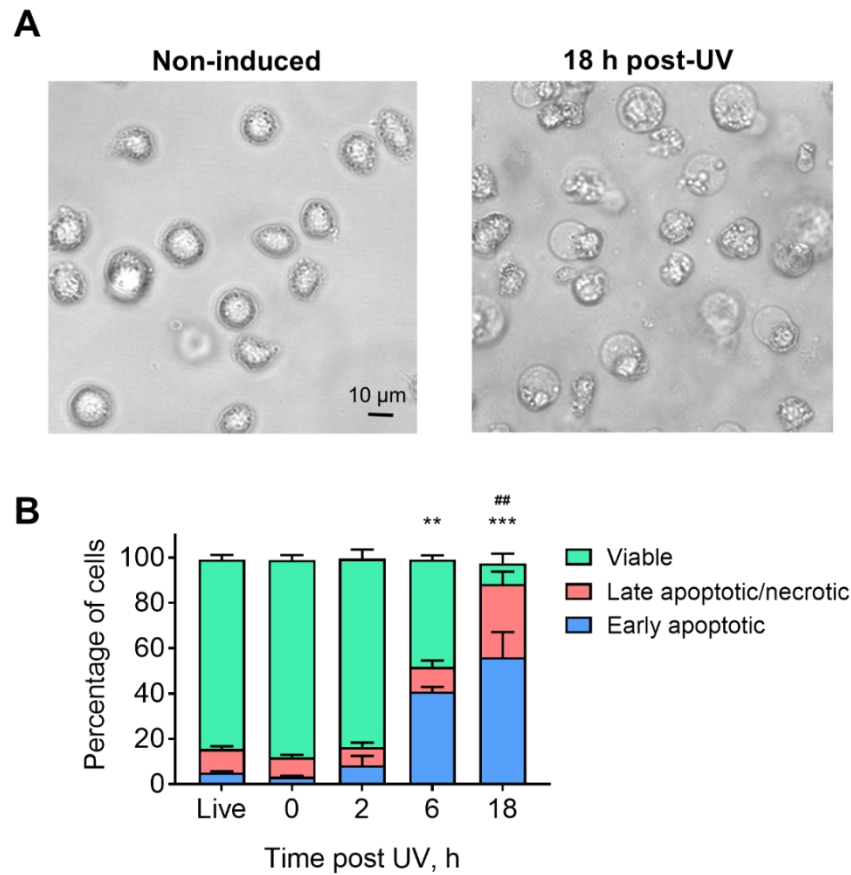 A
Non-induced
18 h post-UV
10 µm
B
Percentage of cells
100
80
60
40
20
0
Live 0 2 6 18
Time post UV, h
**
##
***
Viable
Late apoptotic/necrotic
Early apoptotic